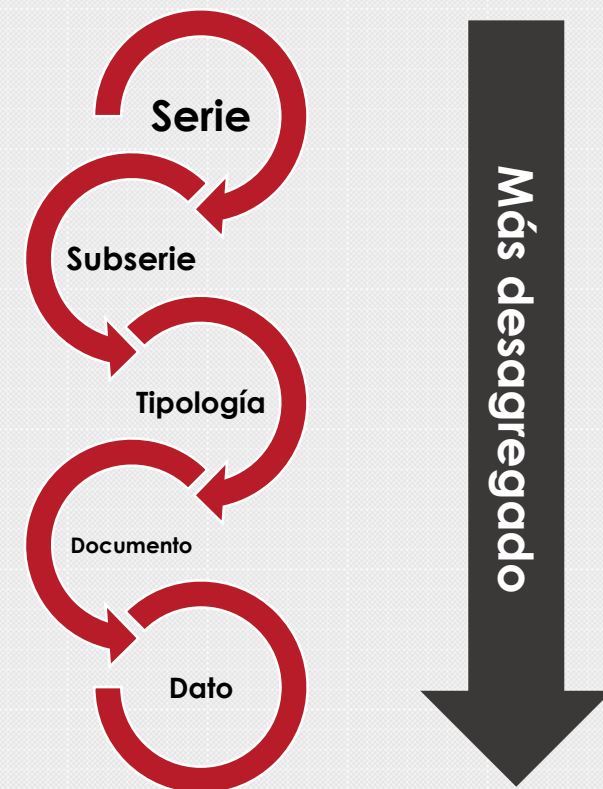 Serie
Subserie
Tipología
Documento
Dato
Más desagregado